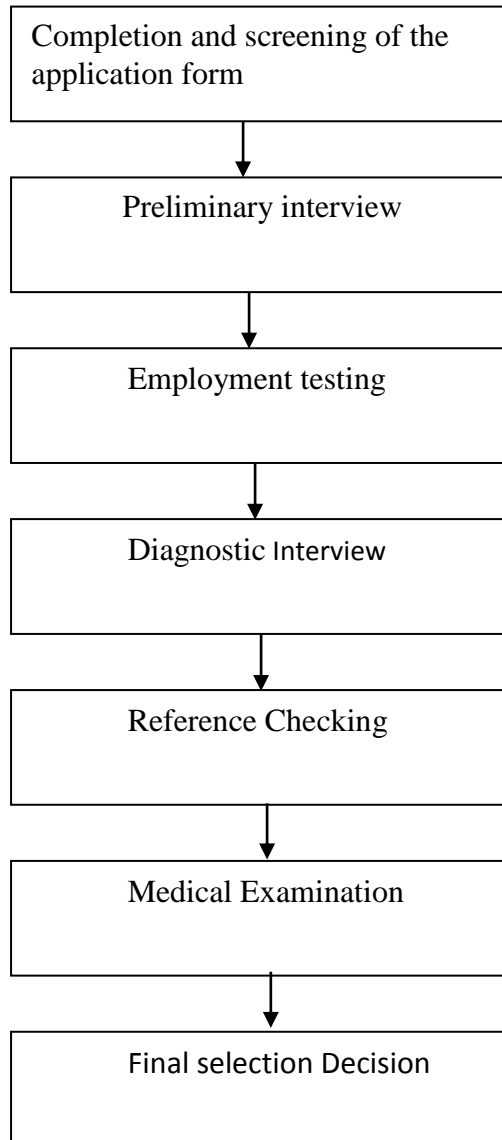 Completion and screening of the
application form
Preliminary interview
Employment testing
Diagnostic Interview
Reference Checking
Medical Examination
Final selection Decision